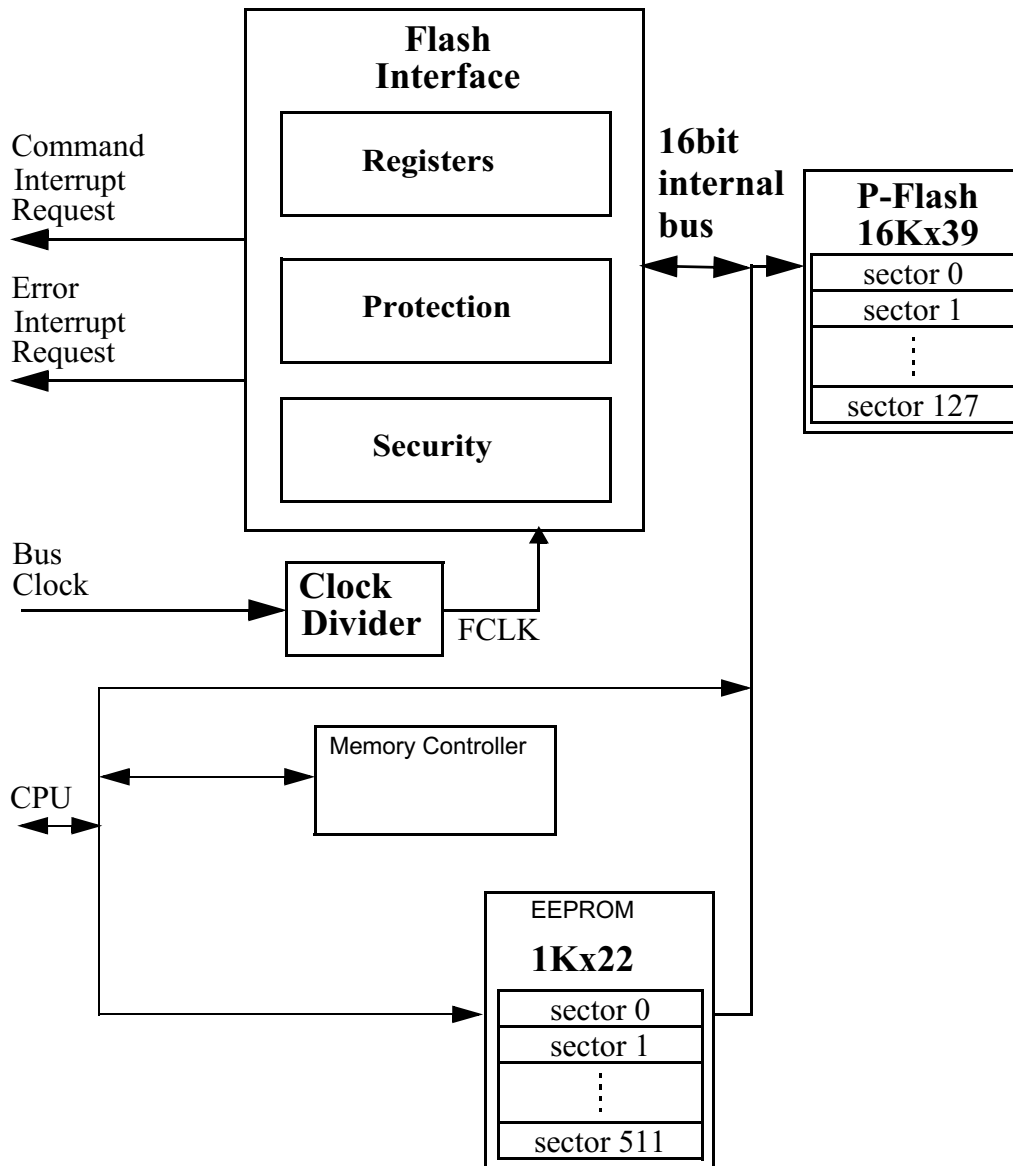 Flash
Interface
Registers
Protection
Security
Command
Interrupt
Request
Error
Interrupt
Request
16bit
internal
bus
P-Flash
16Kx39
sector 0
sector 1
sector 127
Bus
Clock
Clock
Divider
FCLK
Memory Controller
CPU
EEPROM
1Kx22
sector 0
sector 1
sector 511